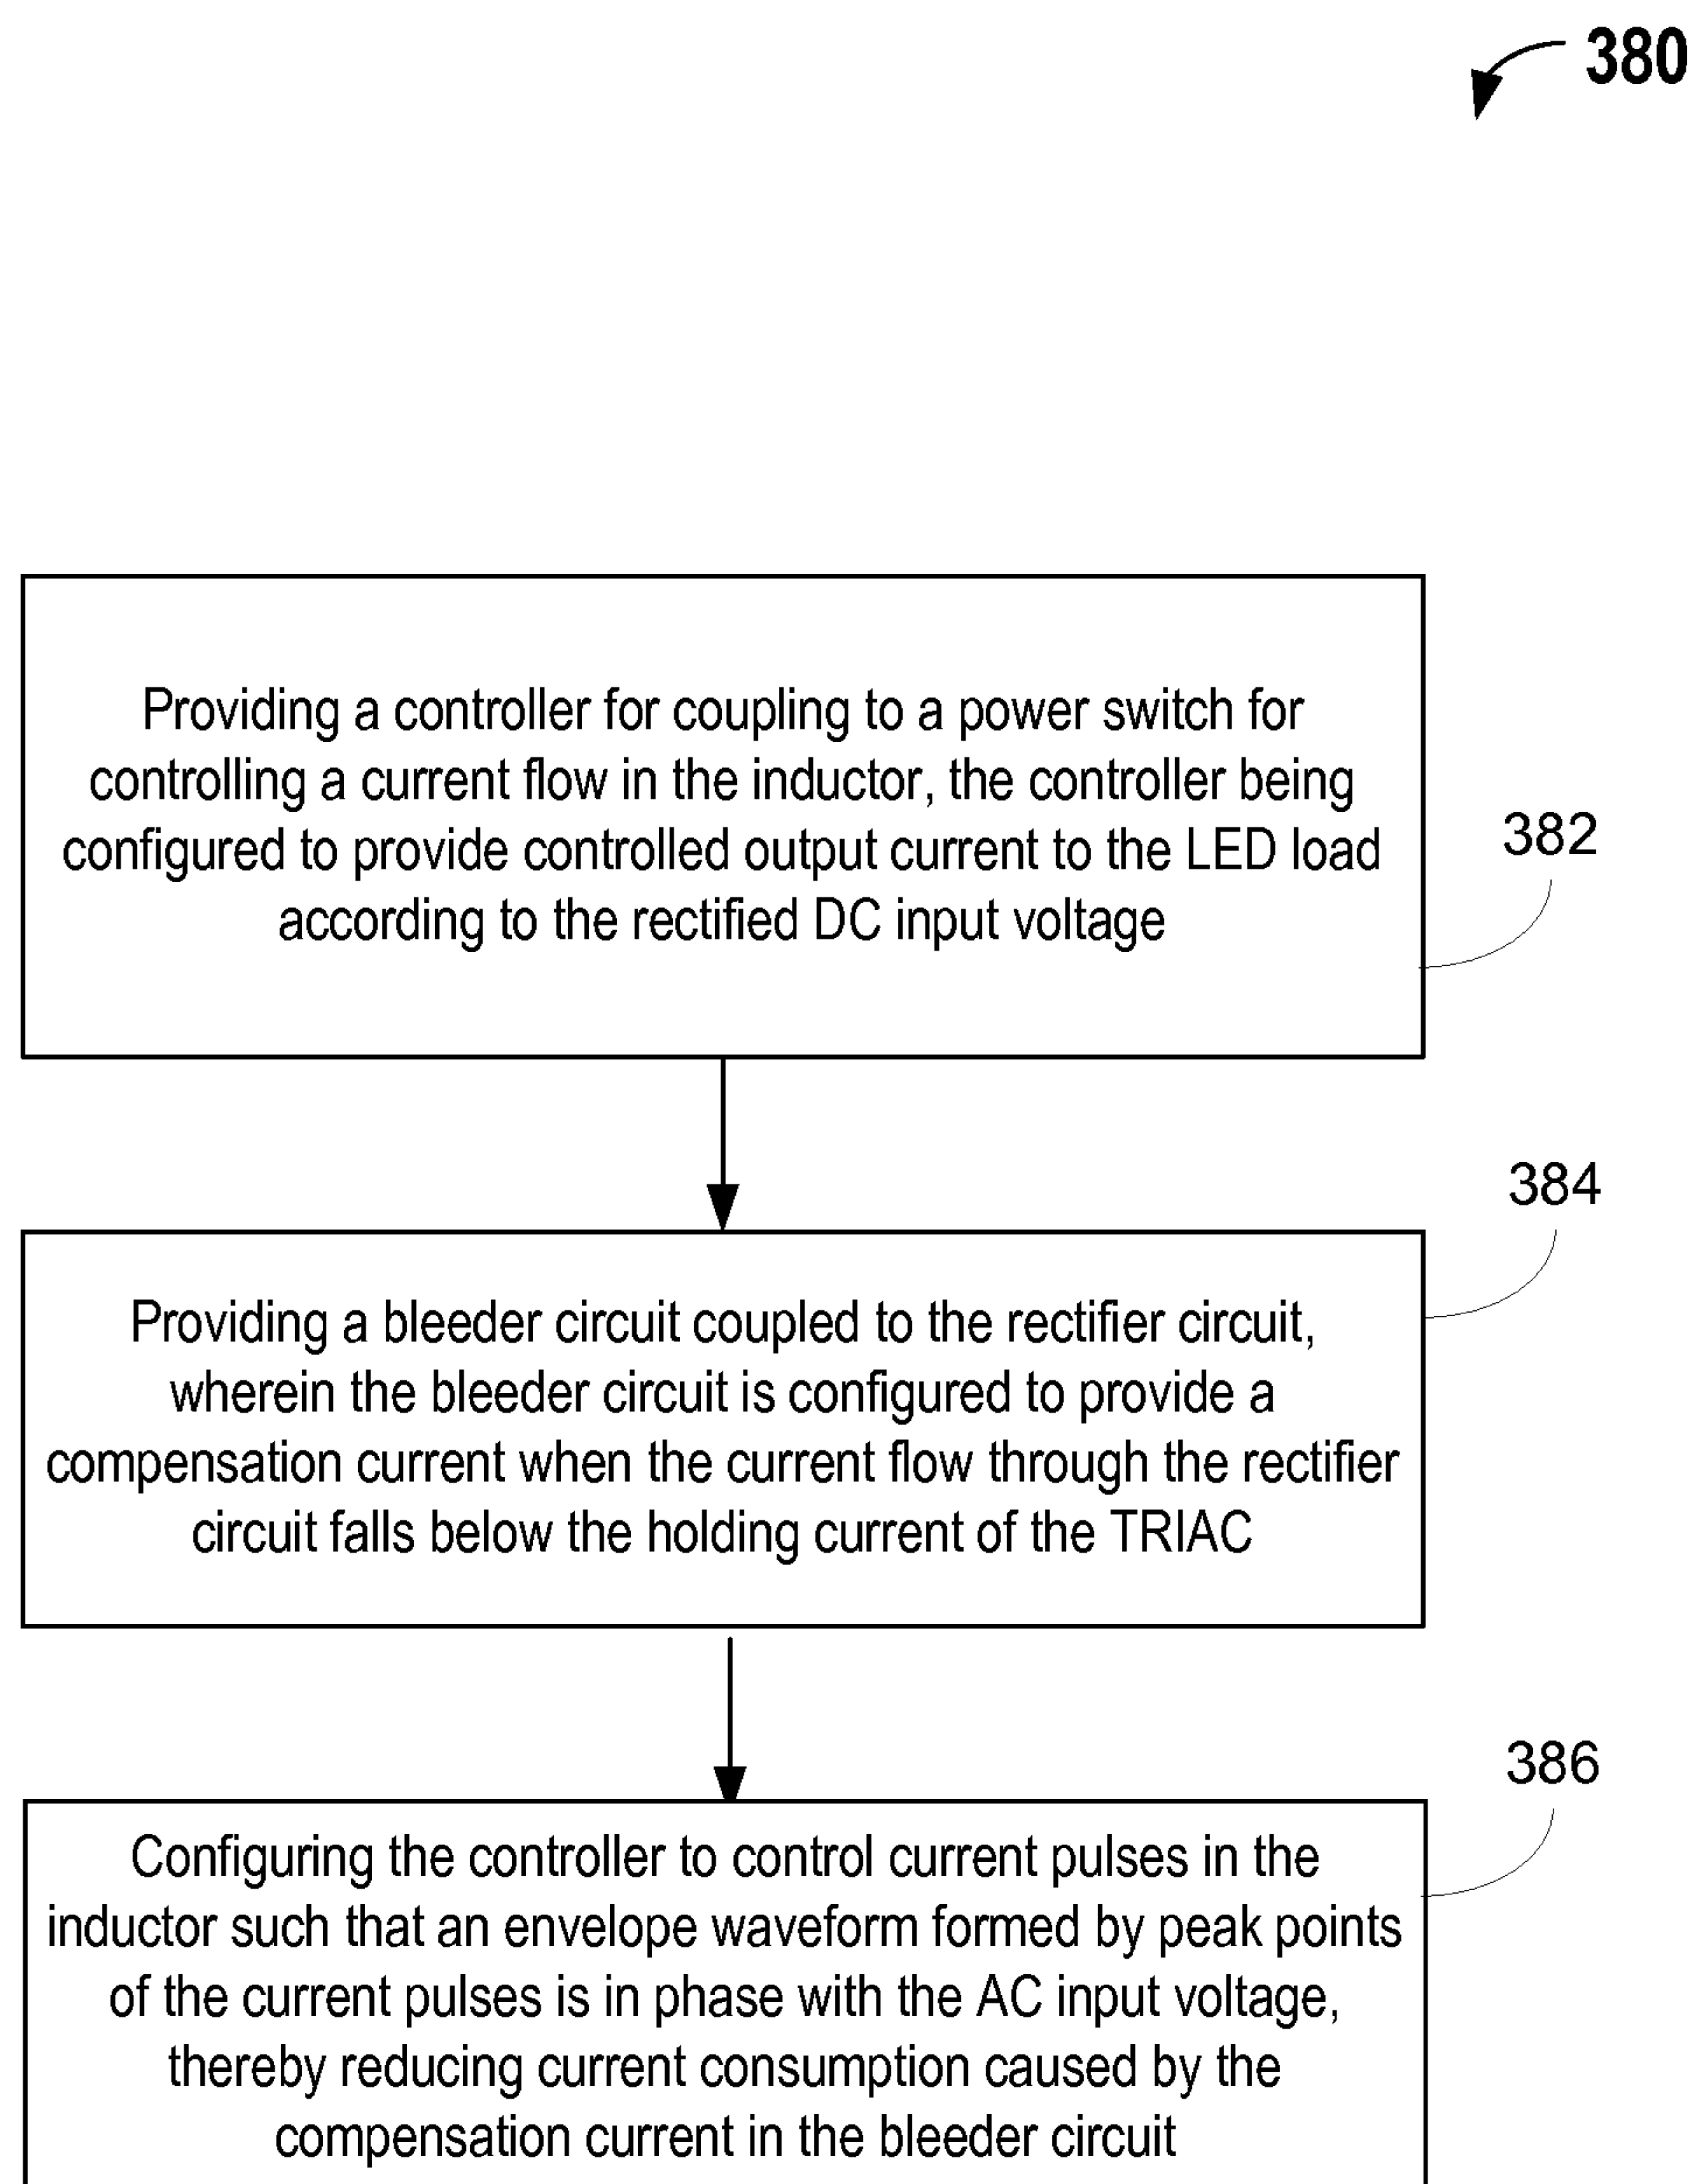 380
Providing a controller for coupling to a power switch for
controlling a current flow in the inductor, the controller being
configured to provide controlled output current to the LED load
according to the rectified DC input voltage
382
384
Providing a bleeder circuit coupled to the rectifier circuit,
wherein the bleeder circuit is configured to provide a
compensation current when the current flow through the rectifier
circuit falls below the holding current of the TRIAC
386
Configuring the controller to control current pulses in the
inductor such that an envelope waveform formed by peak points
of the current pulses is in phase with the AC input voltage,
thereby reducing current consumption caused by the
compensation current in the bleeder circuit